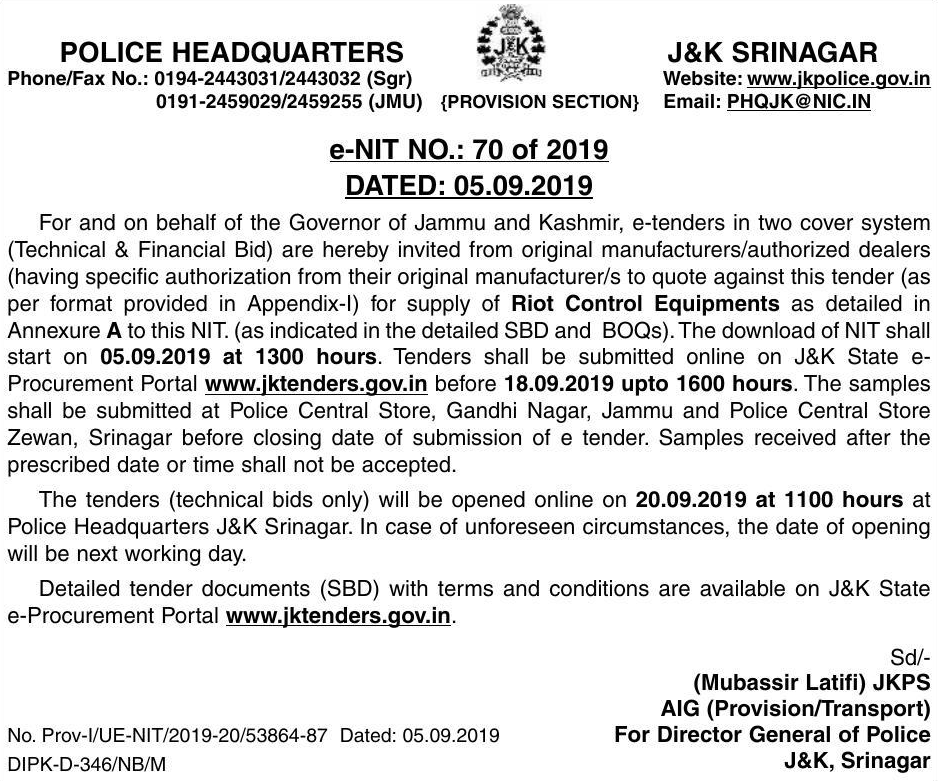 POLICE HEADQUARTERS
J&K
J&K SRINAGAR
Phone/Fax No.: 0194-2443031/2443032 (Sgr)
Website: www.jkpolice.gov.in
0191-2459029/2459255 (JMU) {PROVISION SECTION}
Email: PHQJK@NIC.IN
e-NIT NO.: 70 of 2019
DATED: 05.09.2019
For and on behalf of the Governor of Jammu and Kashmir, e-tenders in two cover system
(Technical & Financial Bid) are hereby invited from original manufacturers/authorized dealers
(having specific authorization from their original manufacturer/s to quote against this tender (as
per format provided in Appendix-I) for supply of Riot Control Equipments as detailed in
Annexure A to this NIT. (as indicated in the detailed SBD and BOQs). The download of NIT shall
start on 05.09.2019 at 1300 hours. Tenders shall be submitted online on J&K State e-
Procurement Portal www.jktenders.gov.in before 18.09.2019 upto 1600 hours. The samples
shall be submitted at Police Central Store, Gandhi Nagar, Jammu and Police Central Store
Zewan, Srinagar before closing date of submission of e tender. Samples received after the
prescribed date or time shall not be accepted.
The tenders (technical bids only) will be opened online on 20.09.2019 at 1100 hours at
Police Headquarters J&K Srinagar. In case of unforeseen circumstances, the date of opening
will be next working day.
Detailed tender documents (SBD) with terms and conditions are available on J&K State
e-Procurement Portal www.jktenders.gov.in.
Sd/-
(Mubassir Latifi) JKPS
AIG (Provision/Transport)
For Director General of Police
J&K, Srinagar
No. Prov-I/UE-NIT/2019-20/53864-87 Dated: 05.09.2019
DIPK-D-346/NB/M